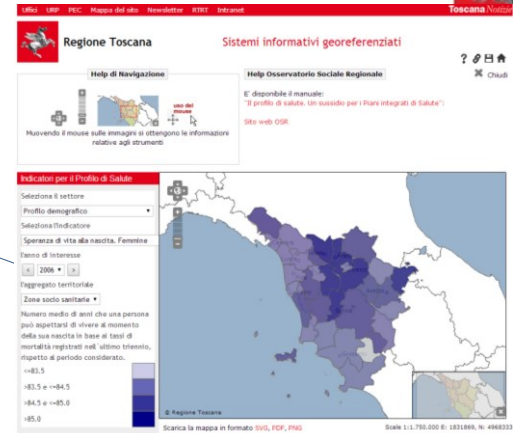 Uffici URP PEC Mappa del sito Newsletter RTRT Intranet
Toscana Notizie
Regione Toscana
Sistemi informativi georeferenziati
?
Chiudi
Help di Navigazione
uso del
mouse
Muovendo il mouse sulle immagini si ottengono le informazioni
relative agli strumenti
Help Osservatorio Sociale Regionale
E' disponibile il manuale:
"Il profilo di salute. Un sussidio per i Piani integrati di Salute":
Sito web OSR.
Indicatori per il Profilo di Salute
Seleziona il settore
Profilo demografico
Seleziona l'indicatore
Speranza di vita alla nascita. Femmine
l'anno di interesse
< 2006 >
l'aggregato territoriale
Zone socio sanitarie
Numero medio di anni che una persona
può aspettarsi di vivere al momento
della sua nascita in base ai tassi di
mortalità registrati nell'ultimo triennio,
rispetto al periodo considerato.
<=83.5
>83.5 e <=84.5
>84.5 e <=85.0
>85.0
© Regione Toscana
Scarica la mappa in formato SVG, PDF, PNG
Scale 1:1.750.000 E: 1831869, N: 4968333